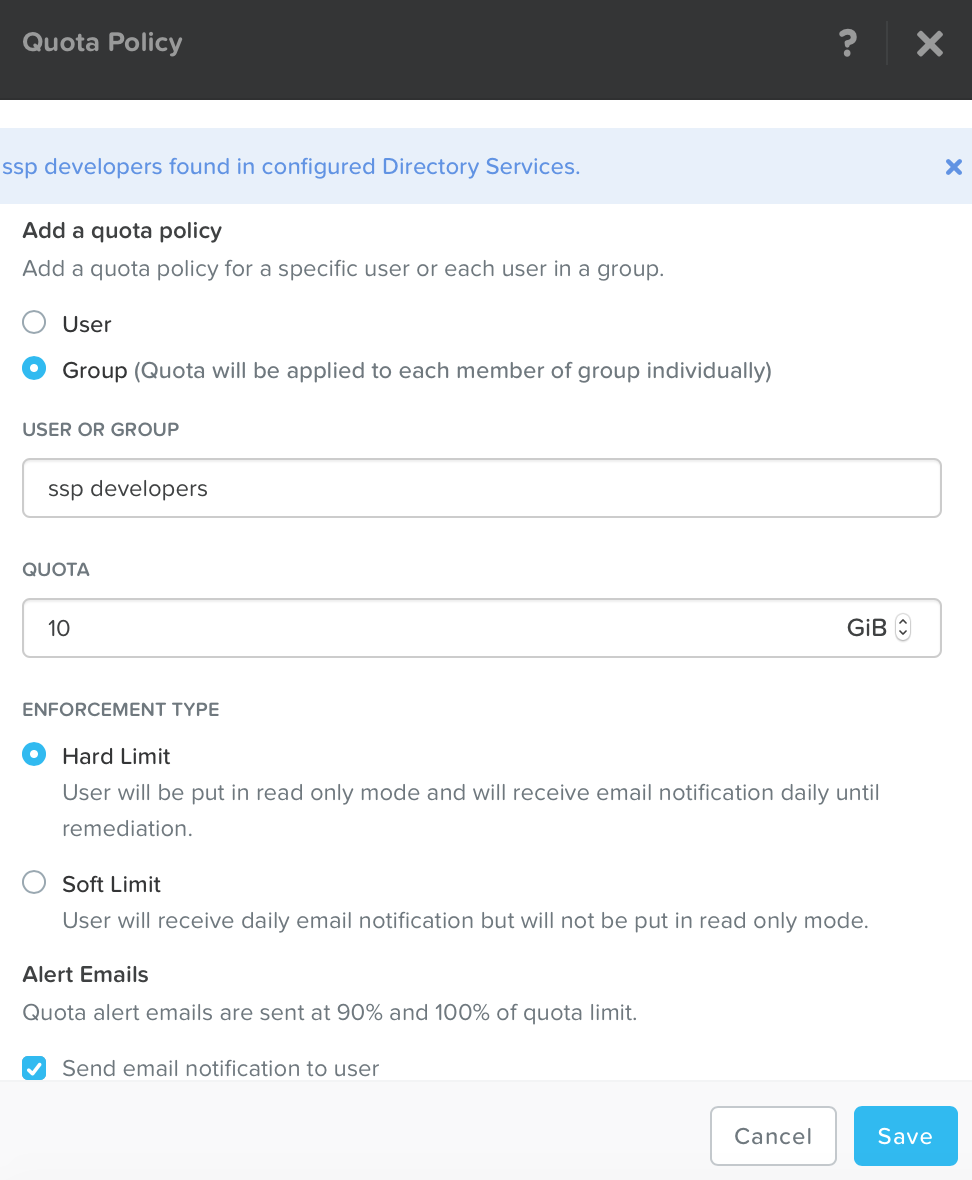 Quota Policy
?
ssp developers found in configured Directory Services.
Add a quota policy
Add a quota policy for a specific user or each user in a group.
User
Group (Quota will be applied to each member of group individually)
USER OR GROUP
ssp developers
QUOTA
10 GiB
ENFORCEMENT TYPE
Hard Limit
User will be put in read only mode and will receive email notification daily until
remediation.
Soft Limit
User will receive daily email notification but will not be put in read only mode.
Alert Emails
Quota alert emails are sent at 90% and 100% of quota limit.
Send email notification to user
Cancel Save